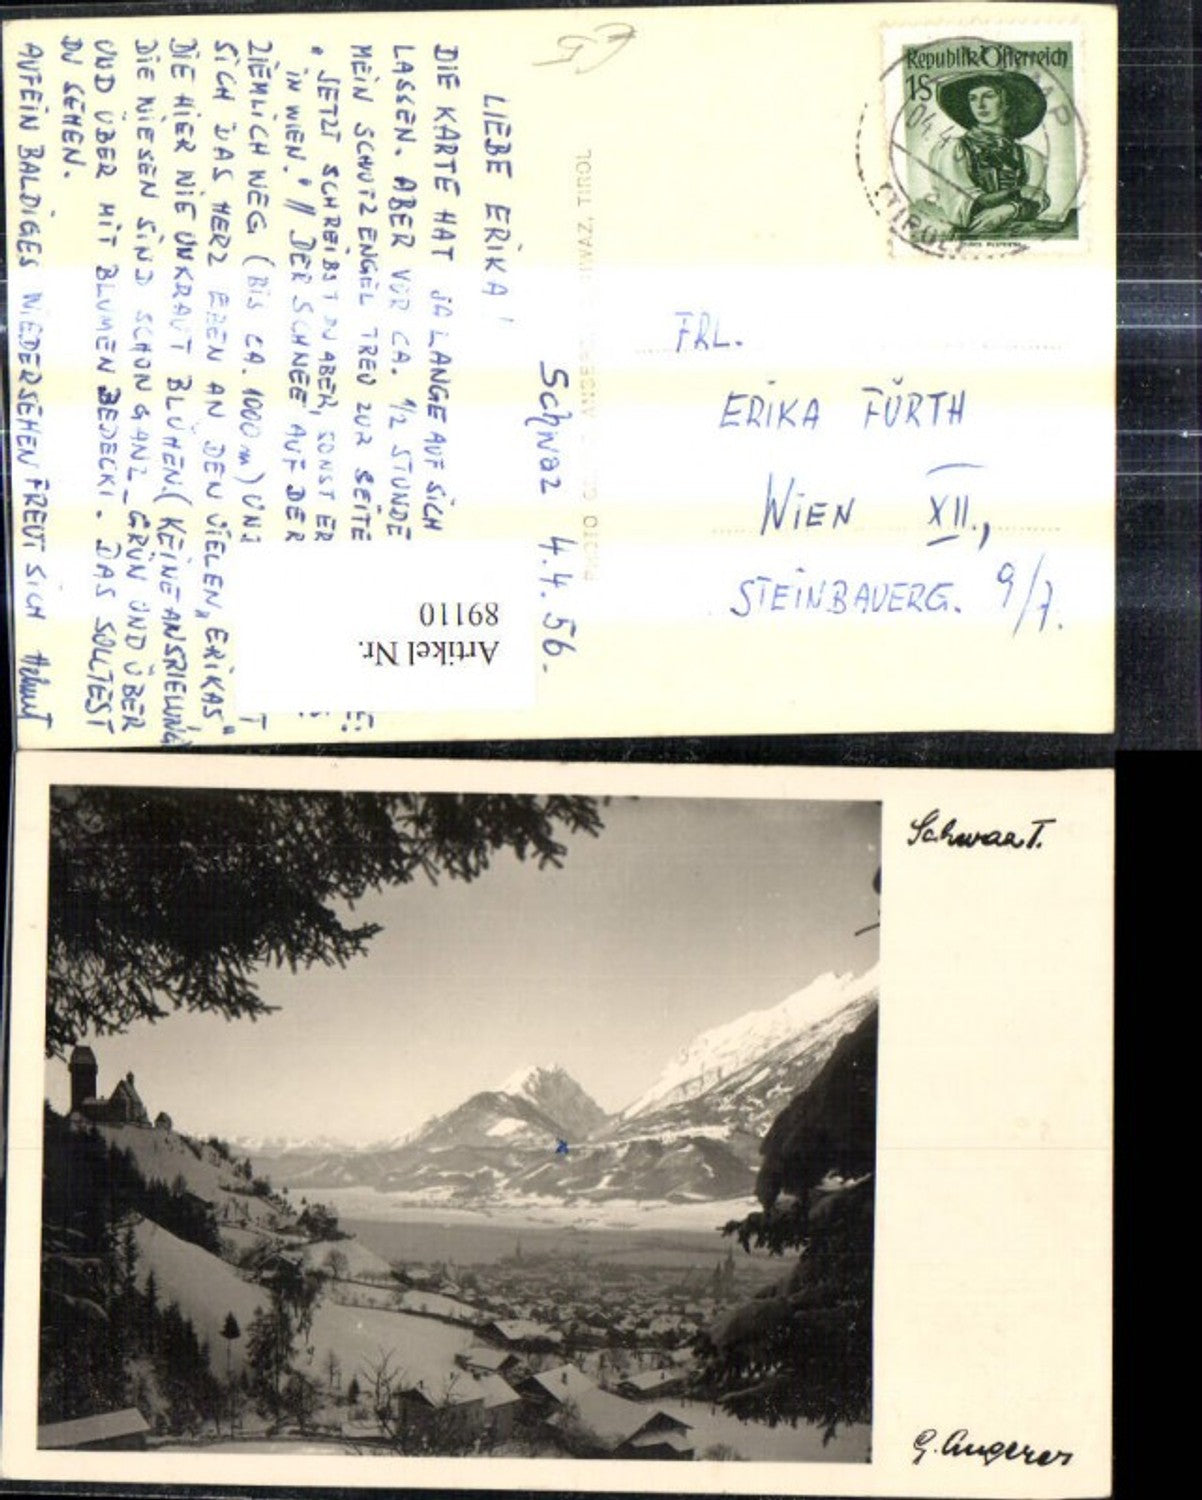 Schwaz 4.4.56.
LIEBE ERIKA!
DIE KARTE HAT JA LANGE AUF SICH
LASSEN. ABER VOR CA. 1/2 STUNDE
MEIN SCHUTZENGEL TREU ZUR SEITE
"JETZT SCHREIBST DU ABER, SONST ER
IN WIEN." // DER SCHNEE AUF DER
ZIEMLICH WEG (BIS CA. 1000 m) UND
SICH DAS HERZ EBEN AN DEN VIELEN „ERIKAS"
DIE HIER WIE UNKRAUT BLÜHEN (KEINE ANSPIELUNG
DIE WIESEN SIND SCHON GANZ GRÜN UND ÜBER
UND ÜBER MIT BLUMEN BEDECKT. DAS SOLLTEST
DU SEHEN.
AUF EIN BALDIGES WIEDERSEHEN FREUT SICH Helmut
Artikel Nr.
89110
Republik Österreich
1S
04.4.
(TIROL)
FRL.
ERIKA FÜRTH
WIEN XII.,
STEINBAUERG. 9/7.
Schwaz T.
G. Angerer